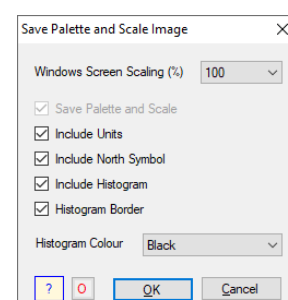 Save Palette and Scale Image
Windows Screen Scaling (%) 100
Save Palette and Scale
Include Units
Include North Symbol
Include Histogram
Histogram Border
Histogram Colour Black
? O OK Cancel